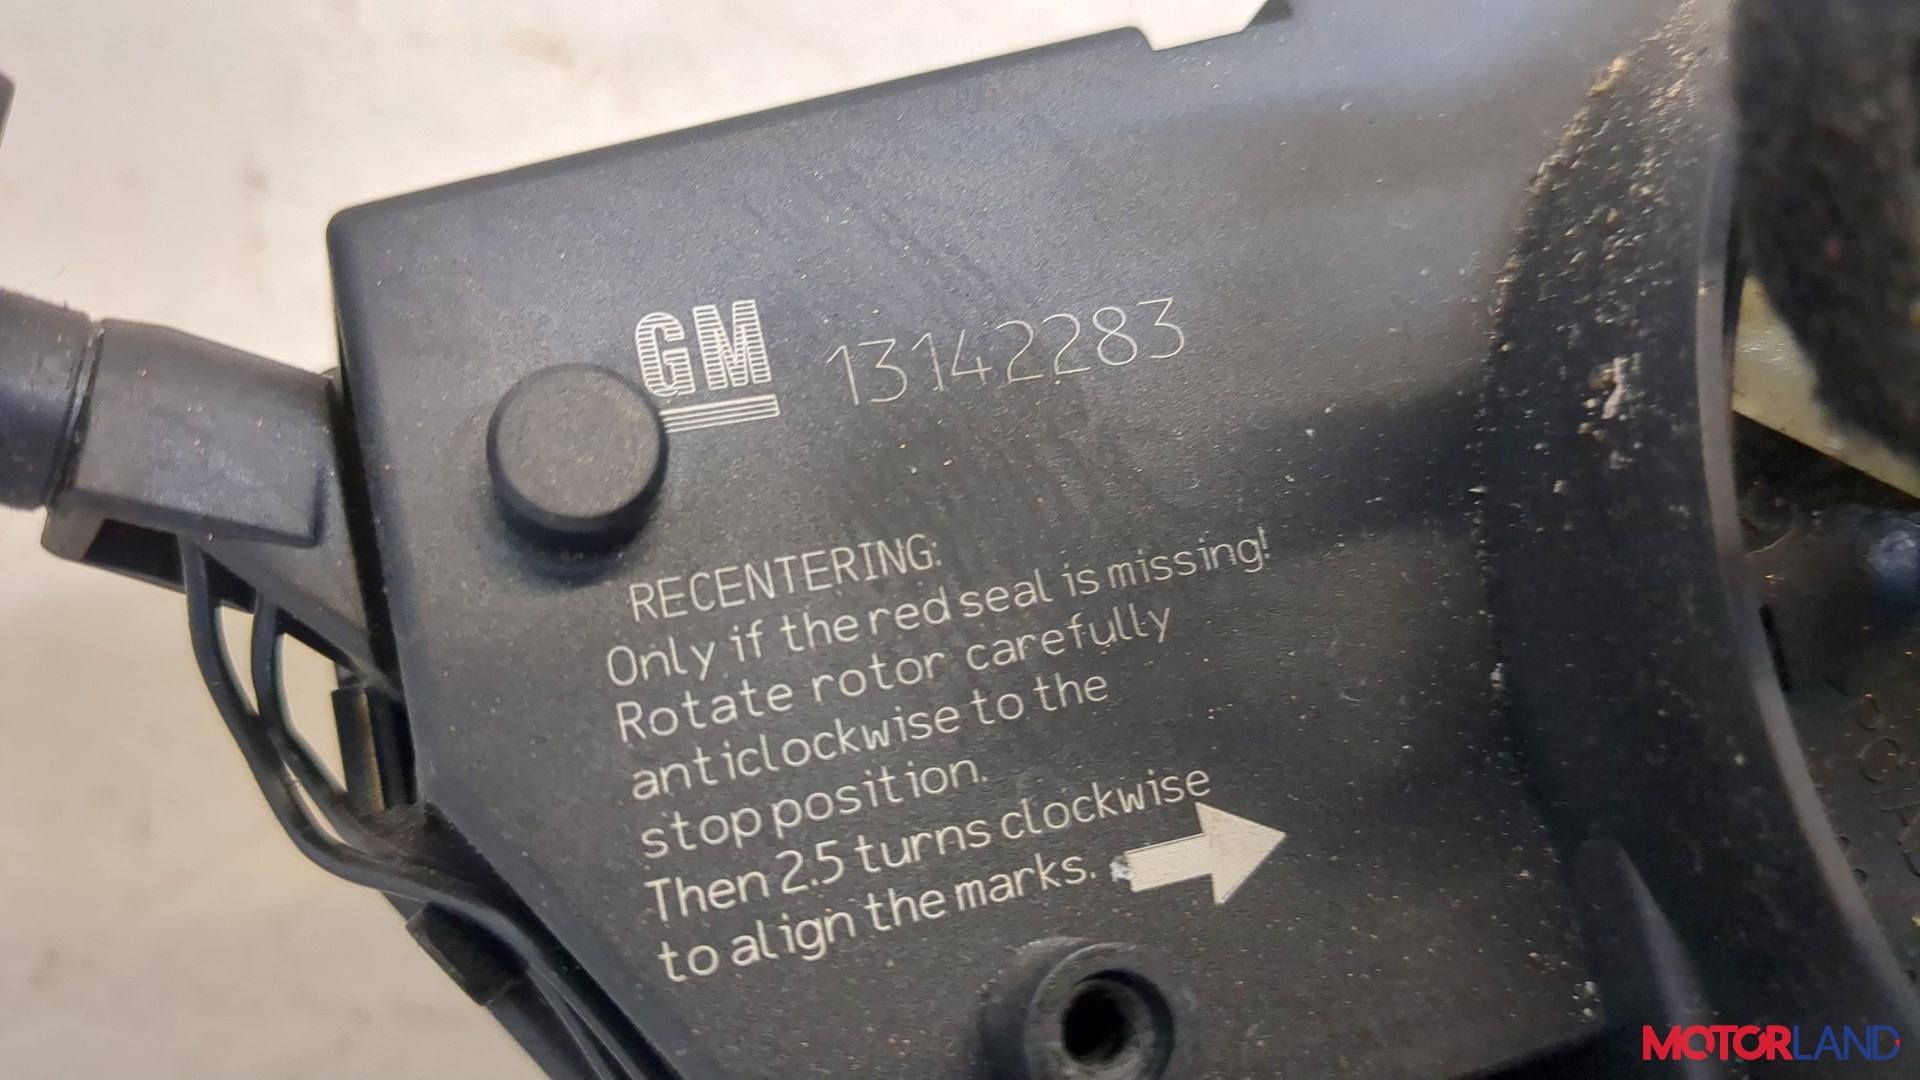 GM 13142283
RECENTERING:
Only if the red seal is missing!
Rotate rotor carefully
anticlockwise to the
stop position.
Then 2.5 turns clockwise
to align the marks.
MOTORLAND